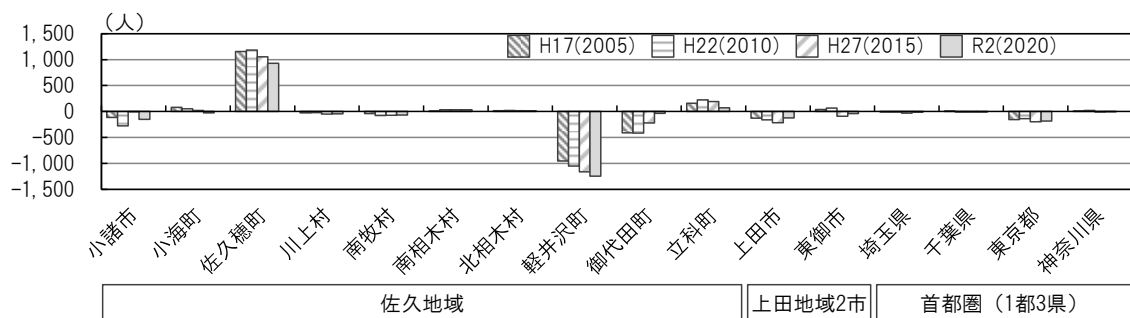 (人)
1,500
1,000
500
0
-500
-1,000
-1,500
H17(2005) H22(2010) H27(2015) R2(2020)
小諸市 小海町 佐久穂町 川上村 南牧村 南相木村 北相木村 軽井沢町 御代田町 立科町 上田市 東御市 埼玉県 千葉県 東京都 神奈川県
佐久地域 上田地域2市 首都圏(1都3県)